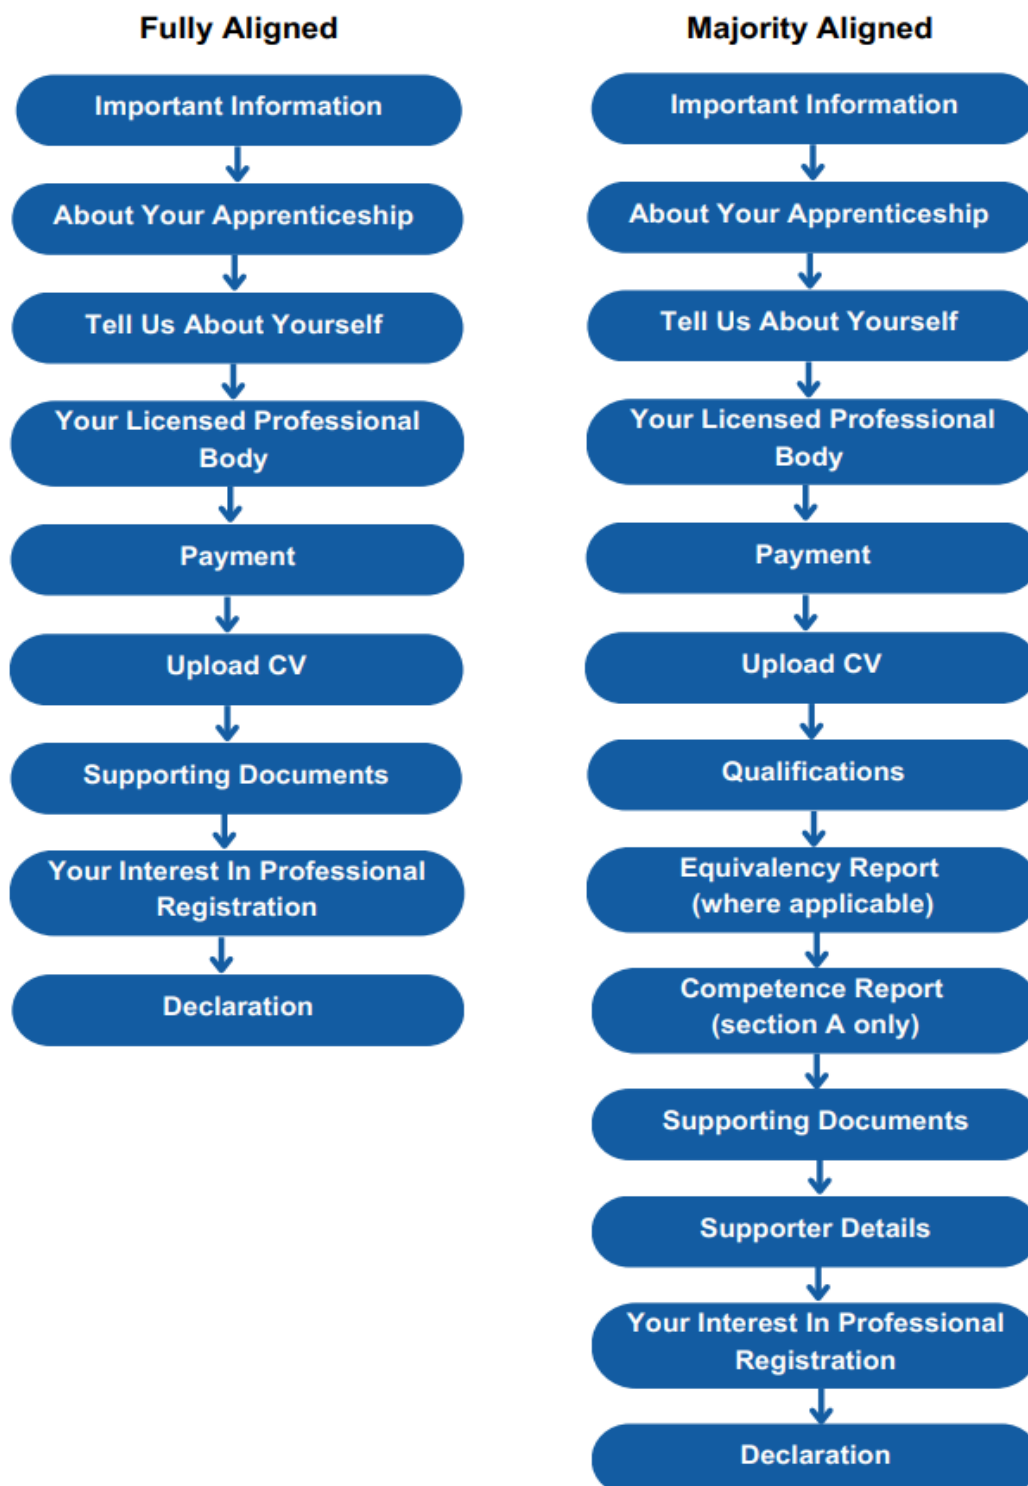 Fully Aligned
Important Information
About Your Apprenticeship
Tell Us About Yourself
Your Licensed Professional
Body
Payment
Upload CV
Supporting Documents
Your Interest In Professional
Registration
Declaration
Majority Aligned
Important Information
About Your Apprenticeship
Tell Us About Yourself
Your Licensed Professional
Body
Payment
Upload CV
Qualifications
Equivalency Report
(where applicable)
Competence Report
(section A only)
Supporting Documents
Supporter Details
Your Interest In Professional
Registration
Declaration